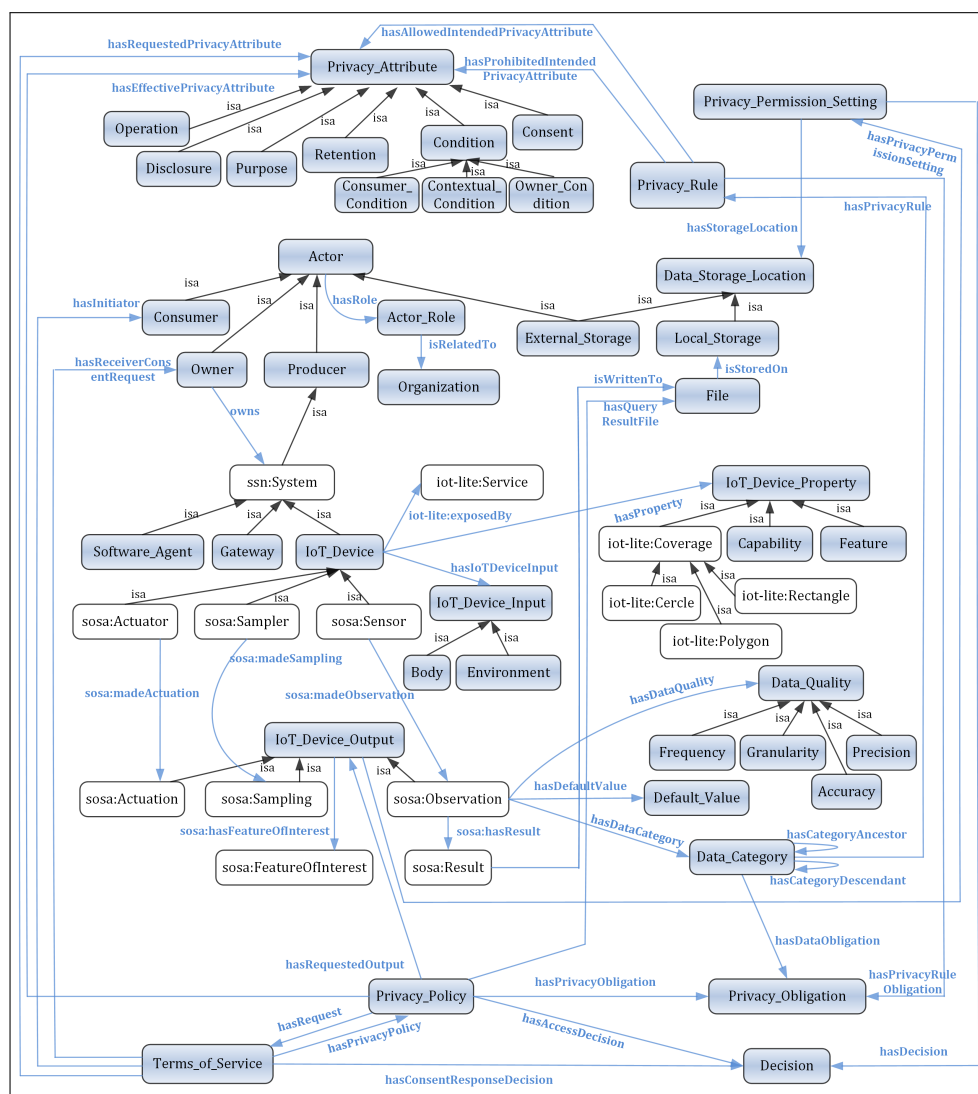 hasRequestedPrivacyAttribute
hasAllowedIntendedPrivacyAttribute
Privacy_Attribute
hasProhibitedIntended
PrivacyAttribute
hasEffectivePrivacyAttribute
isa
isa
isa
isa
isa
isa
Operation
Disclosure
Purpose
Retention
Condition
Consent
isa
isa
isa
Consumer_
Condition
Contextual_
Condition
Owner_Con
dition
Privacy_Permission_Setting
hasPrivacyPerm
issionSetting
Privacy_Rule
hasPrivacyRule
hasStorageLocation
Actor
Data_Storage_Location
isa
isa
isa
isa
isa
isa
hasInitiator
Consumer
hasRole
Actor_Role
External_Storage
Local_Storage
isRelatedTo
hasReceiverCons
entRequest
Owner
Producer
Organization
isWrittenTo
isStoredOn
File
hasQuery
ResultFile
owns
isa
ssn:System
iot-lite:Service
IoT_Device_Property
iot-lite:exposedBy
hasProperty
isa
isa
isa
isa
isa
isa
Software_Agent
Gateway
IoT_Device
iot-lite:Coverage
Capability
Feature
hasIoTDeviceInput
isa
isa
isa
isa
isa
isa
IoT_Device_Input
iot-lite:Cercle
iot-lite:Rectangle
iot-lite:Polygon
sosa:Actuator
sosa:Sampler
sosa:Sensor
isa
isa
Body
Environment
sosa:madeSampling
sosa:madeActuation
sosa:madeObservation
hasDataQuality
Data_Quality
isa
isa
isa
isa
IoT_Device_Output
Frequency
Granularity
Precision
Accuracy
isa
isa
isa
sosa:Actuation
sosa:Sampling
sosa:Observation
hasDefaultValue
Default_Value
sosa:hasFeatureOfInterest
sosa:hasResult
hasDataCategory
hasCategoryAncestor
Data_Category
hasCategoryDescendant
sosa:FeatureOfInterest
sosa:Result
hasDataObligation
hasRequestedOutput
hasPrivacyObligation
hasPrivacyRule
Obligation
Privacy_Policy
Privacy_Obligation
hasRequest
hasPrivacyPolicy
hasAccessDecision
hasDecision
Terms_of_Service
Decision
hasConsentResponseDecision